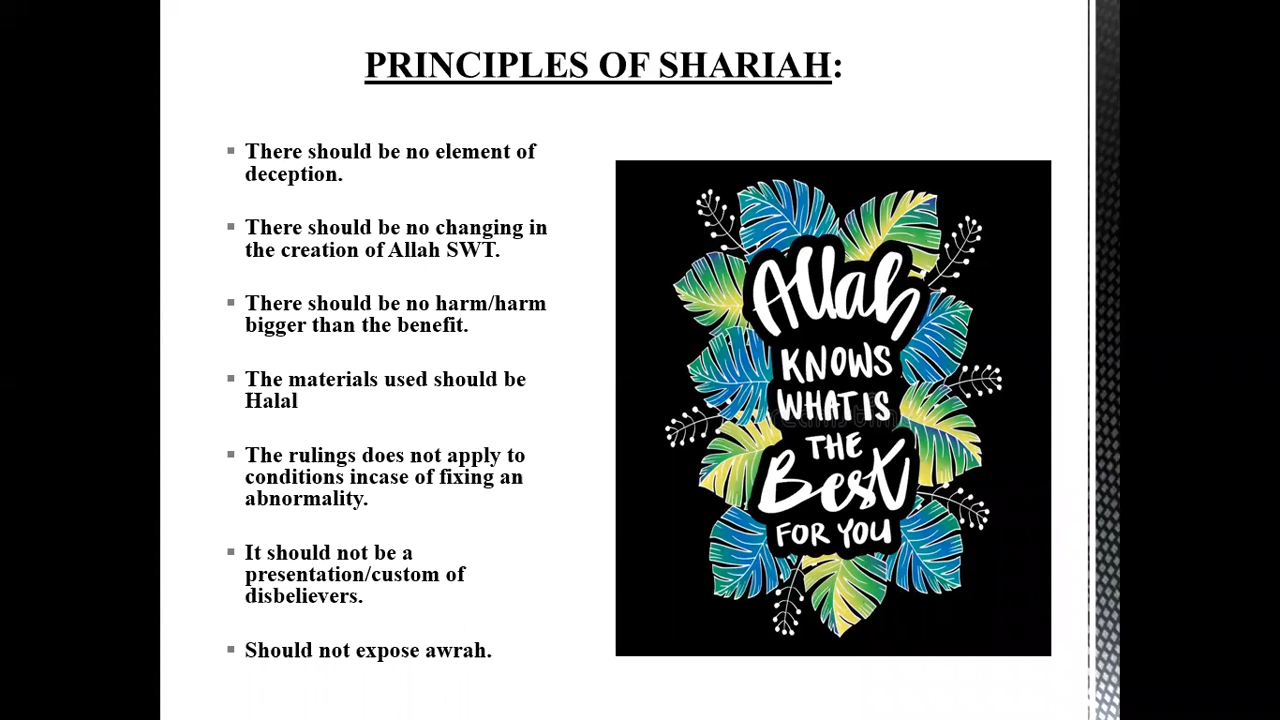 PRINCIPLES OF SHARIAH:
There should be no element of
deception.
There should be no changing in
the creation of Allah SWT.
There should be no harm/harm
bigger than the benefit.
The materials used should be
Halal
The rulings does not apply to
conditions incase of fixing an
abnormality.
It should not be a
presentation/custom of
disbelievers.
Should not expose awrah.
Allah
KNOWS
WHAT IS
THE
Best
FOR YOU